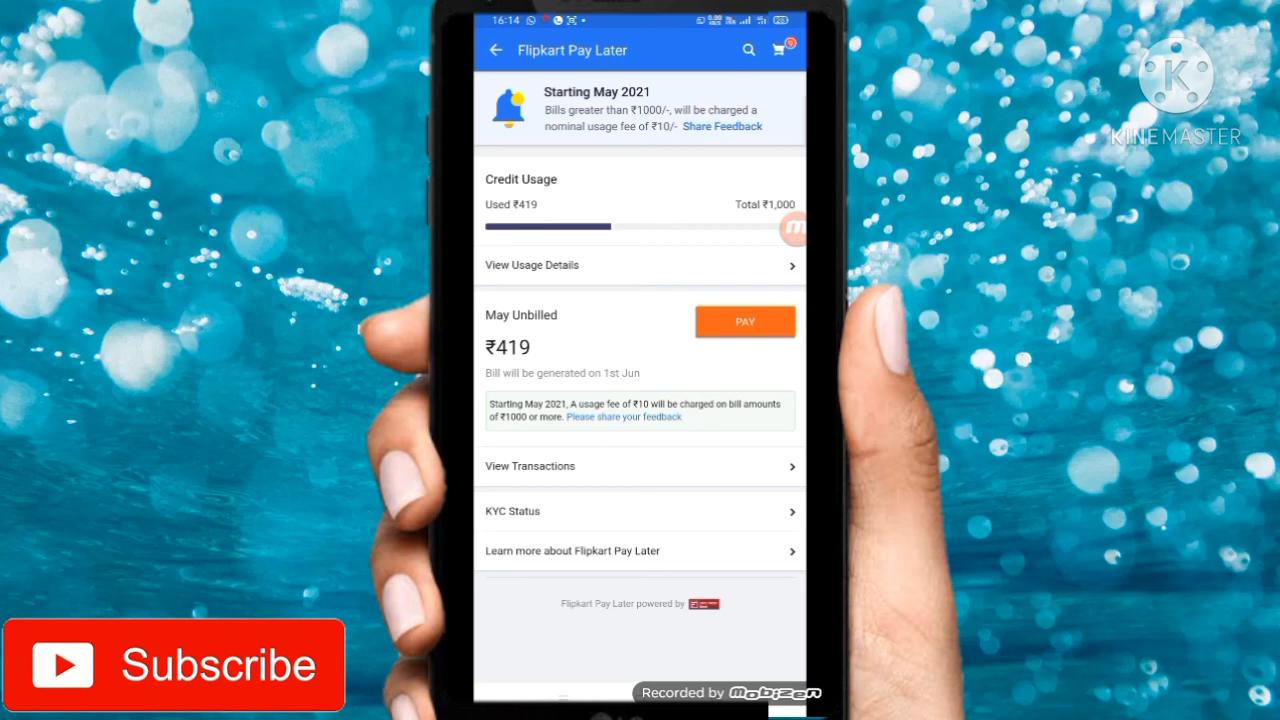 16:14
Flipkart Pay Later
Starting May 2021
Bills greater than ₹1000/-, will be charged a
nominal usage fee of ₹10/- Share Feedback
KINEMASTER
K
Credit Usage
Used ₹419 Total ₹1,000
View Usage Details
May Unbilled
PAY
₹419
Bill will be generated on 1st Jun
Starting May 2021, A usage fee of ₹10 will be charged on bill amounts
of ₹1000 or more. Please share your feedback
View Transactions
KYC Status
Learn more about Flipkart Pay Later
Flipkart Pay Later powered by
Subscribe
Recorded by Mobizen